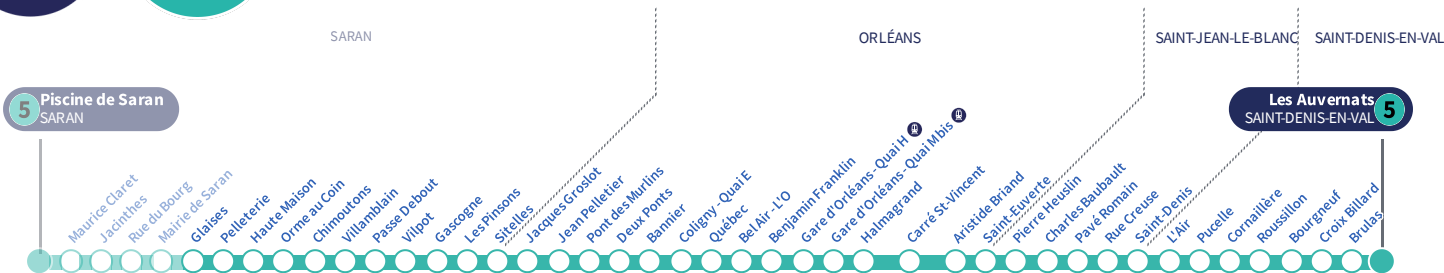 SARAN
ORLÉANS
SAINT-JEAN-LE-BLANC
SAINT-DENIS-EN-VAL
5
Piscine de Saran
SARAN
Les Auvernats
SAINT-DENIS-EN-VAL
5
Maurice Claret
Jacinthes
Rue du Bourg
Mairie de Saran
Glaises
Pelleterie
Haute Maison
Orme au Coin
Chimoutons
Villamblain
Passe Debout
Vilpot
Gascogne
Les Pinsons
Sitelles
Jacques Groslot
Jean Pelletier
Pont des Murlins
Deux Ponts
Bannier
Coligny - Quai E
Québec
Bel Air - L'O
Benjamin Franklin
Gare d'Orléans - Quai H
Gare d'Orléans - Quai Mbis
Halmagrand
Carré St-Vincent
Aristide Briand
Saint-Euverte
Pierre Heuslin
Charles Baubault
Pavé Romain
Rue Creuse
Saint-Denis
L'Air
Pucelle
Cornaillère
Roussillon
Bourgneuf
Croix Billard
Brulas